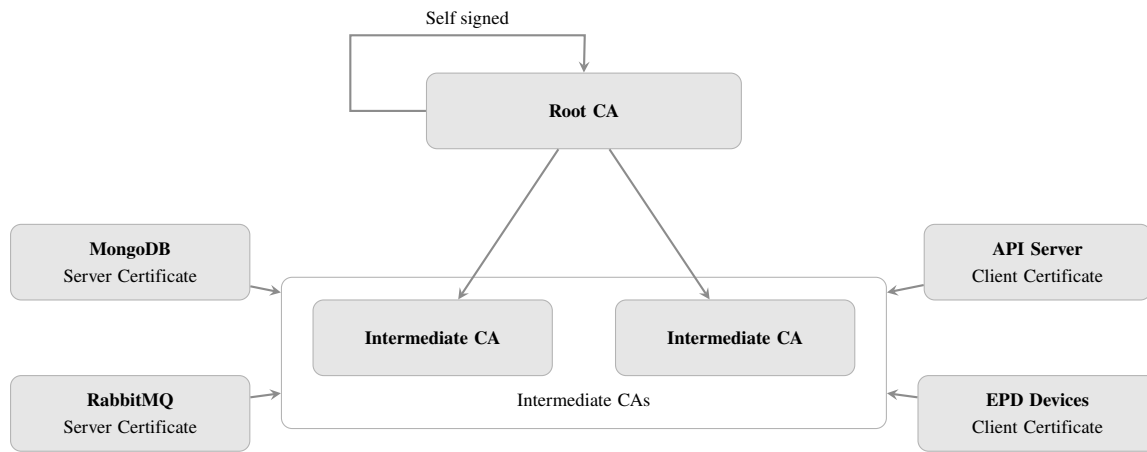 Self signed
Root CA
MongoDB
Server Certificate
API Server
Client Certificate
Intermediate CA
Intermediate CA
Intermediate CAs
RabbitMQ
Server Certificate
EPD Devices
Client Certificate